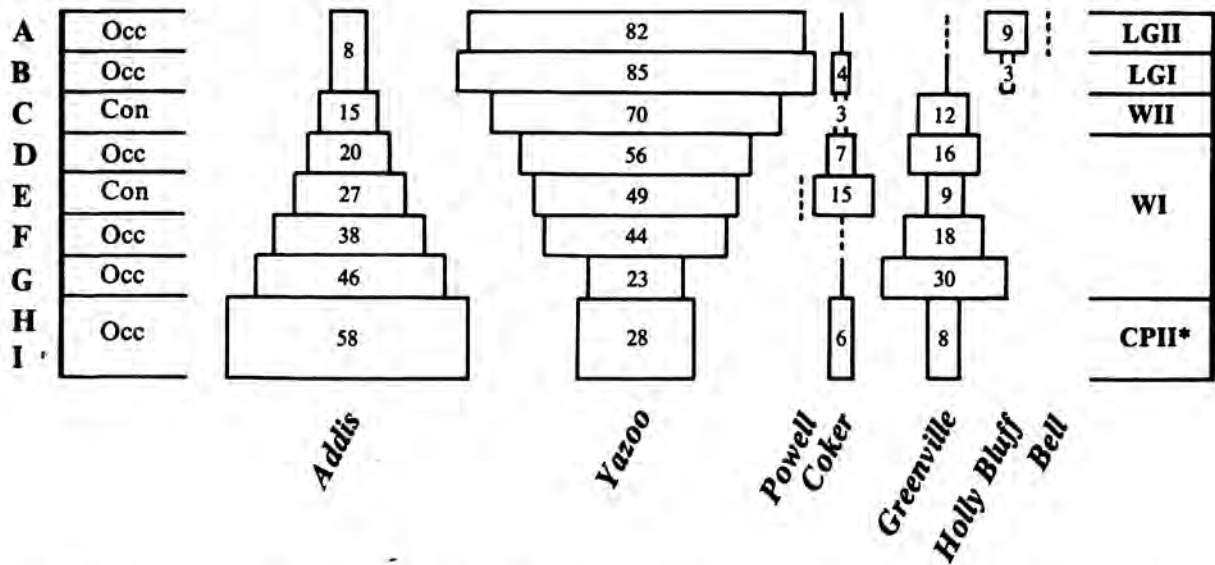 A Occ 8 82 9 LGII
B Occ 85 4 3 LGI
C Con 15 70 3 12 WII
D Occ 20 56 7 16
E Con 27 49 15 9 WI
F Occ 38 44 18
G Occ 46 23 30
H Occ 58 28 6 8 CPII*
I
Addis Yazoo Powell Coker Greenville Holly Bluff Bell